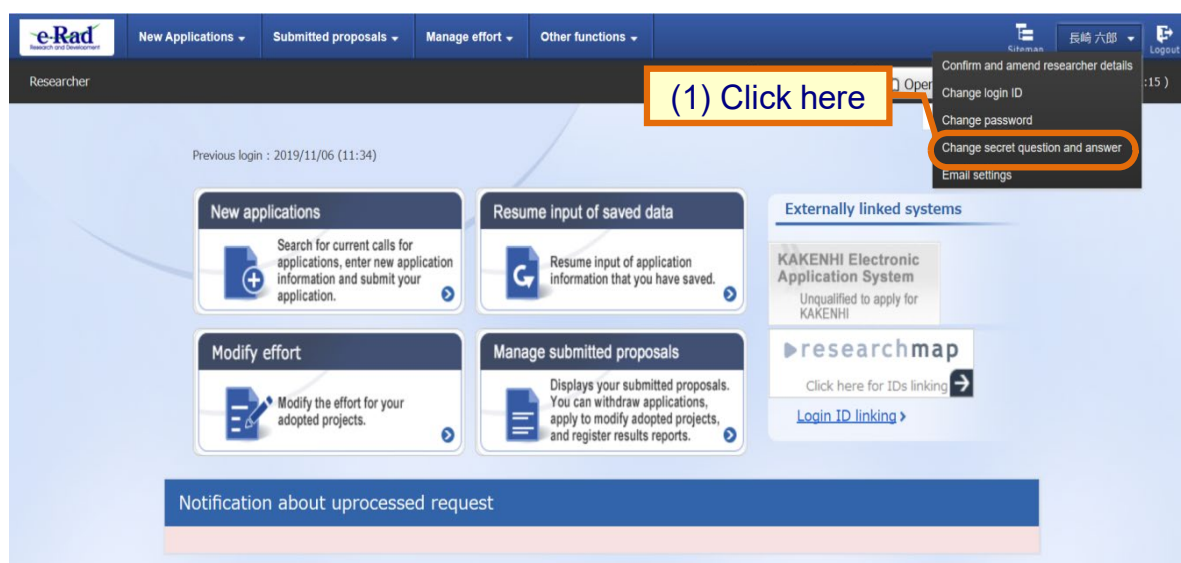 e-Rad
Research and Development
New Applications
Submitted proposals
Manage effort
Other functions
Sitemap
長崎 六郎
Logout
Researcher
Open
:15 )
(1) Click here
Confirm and amend researcher details
Change login ID
Change password
Change secret question and answer
Email settings
Previous login : 2019/11/06 (11:34)
New applications
Search for current calls for
applications, enter new application
information and submit your
application.
Resume input of saved data
Resume input of application
information that you have saved.
Externally linked systems
KAKENHI Electronic
Application System
Unqualified to apply for
KAKENHI
Modify effort
Modify the effort for your
adopted projects.
Manage submitted proposals
Displays your submitted proposals.
You can withdraw applications,
apply to modify adopted projects,
and register results reports.
researchmap
Click here for IDs linking
Login ID linking
Notification about uprocessed request